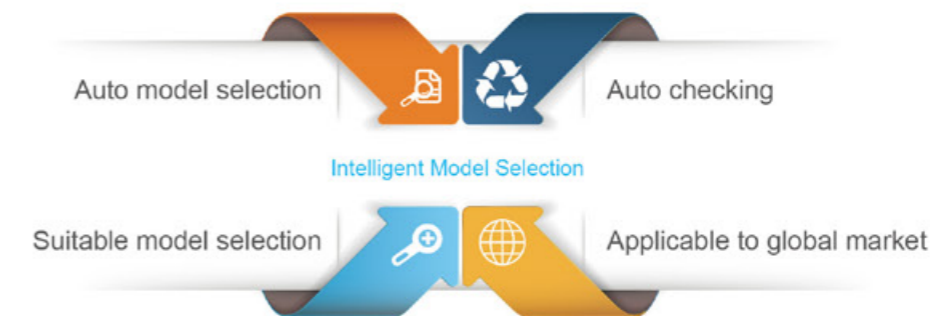 Auto model selection
Auto checking
Intelligent Model Selection
Suitable model selection
Applicable to global market